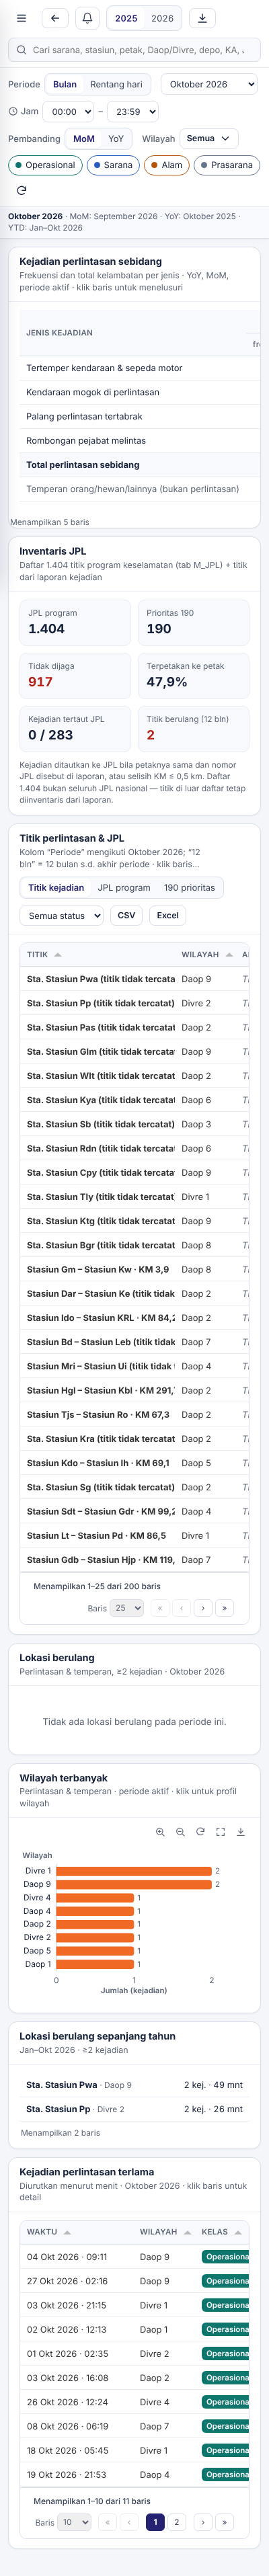 2025 2026
Cari sarana, stasiun, petak, Daop/Divre, depo, KA,
Periode Bulan Rentang hari Oktober 2026
Jam 00:00 – 23:59
Pembanding MoM YoY Wilayah Semua
Operasional Sarana Alam Prasarana
Oktober 2026 · MoM: September 2026 · YoY: Oktober 2025 ·
YTD: Jan–Okt 2026
Kejadian perlintasan sebidang
Frekuensi dan total kelambatan per jenis · YoY, MoM,
periode aktif · klik baris untuk menelusuri
JENIS KEJADIAN
Tertemper kendaraan & sepeda motor
Kendaraan mogok di perlintasan
Palang perlintasan tertabrak
Rombongan pejabat melintas
Total perlintasan sebidang
Temperan orang/hewan/lainnya (bukan perlintasan)
Menampilkan 5 baris
Inventaris JPL
Daftar 1.404 titik program keselamatan (tab M_JPL) + titik
dari laporan kejadian
JPL program
1.404
Prioritas 190
190
Tidak dijaga
917
Terpetakan ke petak
47,9%
Kejadian tertaut JPL
0 / 283
Titik berulang (12 bln)
2
Kejadian ditautkan ke JPL bila petaknya sama dan nomor
JPL disebut di laporan, atau selisih KM ≤ 0,5 km. Daftar
1.404 bukan seluruh JPL nasional — titik di luar daftar tetap
diinventaris dari laporan.
Titik perlintasan & JPL
Kolom "Periode" mengikuti Oktober 2026; "12
bln" = 12 bulan s.d. akhir periode · klik baris...
Titik kejadian JPL program 190 prioritas
Semua status CSV Excel
TITIK WILAYAH
Sta. Stasiun Pwa (titik tidak tercata Daop 9
Sta. Stasiun Pp (titik tidak tercatat) Divre 2
Sta. Stasiun Pas (titik tidak tercatat Daop 2
Sta. Stasiun Glm (titik tidak tercatat Daop 9
Sta. Stasiun Wlt (titik tidak tercatat Daop 2
Sta. Stasiun Kya (titik tidak tercatat Daop 6
Sta. Stasiun Sb (titik tidak tercatat) Daop 3
Sta. Stasiun Rdn (titik tidak tercatat Daop 6
Sta. Stasiun Cpy (titik tidak tercatat Daop 9
Sta. Stasiun Tly (titik tidak tercatat) Divre 1
Sta. Stasiun Ktg (titik tidak tercatat Daop 9
Sta. Stasiun Bgr (titik tidak tercatat Daop 8
Stasiun Gm – Stasiun Kw · KM 3,9 Daop 8
Stasiun Dar – Stasiun Ke (titik tidak Daop 2
Stasiun Ido – Stasiun KRL · KM 84,2 Daop 2
Stasiun Bd – Stasiun Leb (titik tidak Daop 7
Stasiun Mri – Stasiun Ui (titik tidak Daop 4
Stasiun Hgl – Stasiun Kbl · KM 291, Daop 2
Stasiun Tjs – Stasiun Ro · KM 67,3 Daop 2
Sta. Stasiun Kra (titik tidak tercatat Daop 2
Stasiun Kdo – Stasiun Ih · KM 69,1 Daop 5
Sta. Stasiun Sg (titik tidak tercatat) Daop 2
Stasiun Sdt – Stasiun Gdr · KM 99,2 Daop 4
Stasiun Lt – Stasiun Pd · KM 86,5 Divre 1
Stasiun Gdb – Stasiun Hjp · KM 119, Daop 7
Menampilkan 1–25 dari 200 baris
Baris 25 « ‹ › »
Lokasi berulang
Perlintasan & temperan, ≥2 kejadian · Oktober 2026
Tidak ada lokasi berulang pada periode ini.
Wilayah terbanyak
Perlintasan & temperan · periode aktif · klik untuk profil
wilayah
Wilayah
Divre 1 2
Daop 9 2
Divre 4 1
Daop 4 1
Daop 2 1
Divre 2 1
Daop 5 1
Daop 1 1
0 1 2
Jumlah (kejadian)
Lokasi berulang sepanjang tahun
Jan–Okt 2026 · ≥2 kejadian
Sta. Stasiun Pwa · Daop 9 2 kej. · 49 mnt
Sta. Stasiun Pp · Divre 2 2 kej. · 26 mnt
Menampilkan 2 baris
Kejadian perlintasan terlama
Diurutkan menurut menit · Oktober 2026 · klik baris untuk
detail
WAKTU WILAYAH KELAS
04 Okt 2026 · 09:11 Daop 9 Operasiona
27 Okt 2026 · 02:16 Daop 9 Operasiona
03 Okt 2026 · 21:15 Divre 1 Operasiona
02 Okt 2026 · 12:13 Daop 1 Operasiona
01 Okt 2026 · 02:35 Divre 2 Operasiona
03 Okt 2026 · 16:08 Daop 2 Operasiona
26 Okt 2026 · 12:24 Divre 4 Operasiona
08 Okt 2026 · 06:19 Daop 7 Operasiona
18 Okt 2026 · 05:45 Divre 1 Operasiona
19 Okt 2026 · 21:53 Daop 4 Operasiona
Menampilkan 1–10 dari 11 baris
Baris 10 « ‹ 1 2 › »